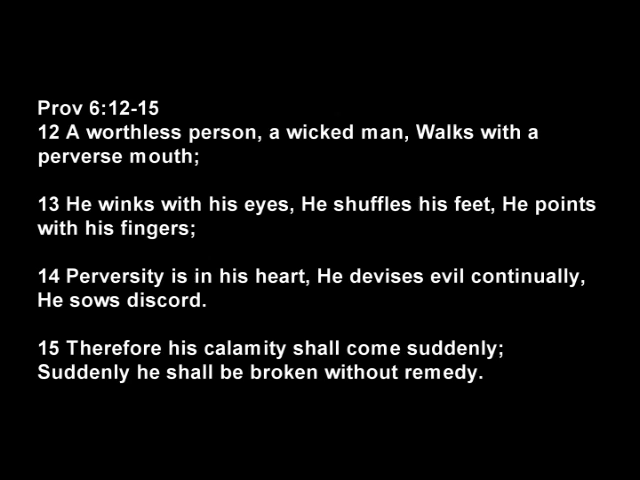 Prov 6:12-15
12 A worthless person, a wicked man, Walks with a
perverse mouth;
13 He winks with his eyes, He shuffles his feet, He points
with his fingers;
14 Perversity is in his heart, He devises evil continually,
He sows discord.
15 Therefore his calamity shall come suddenly;
Suddenly he shall be broken without remedy.